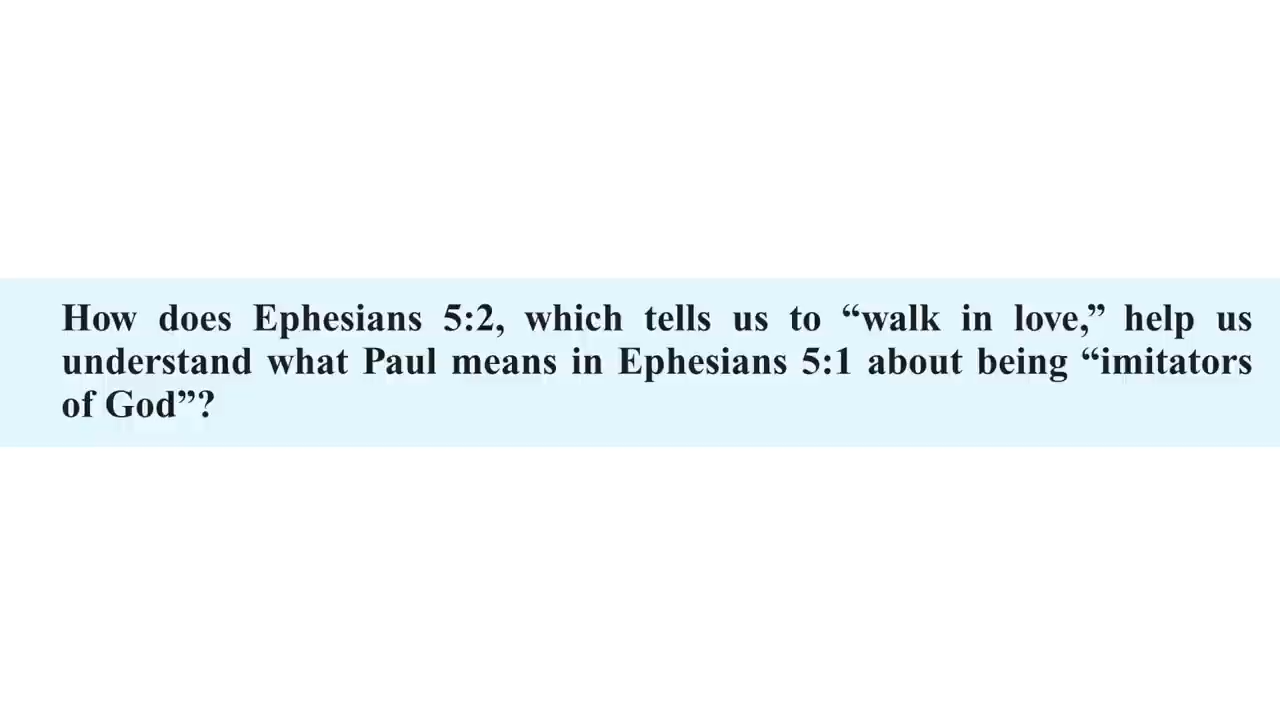 How does Ephesians 5:2, which tells us to “walk in love,” help us
understand what Paul means in Ephesians 5:1 about being “imitators
of God”?